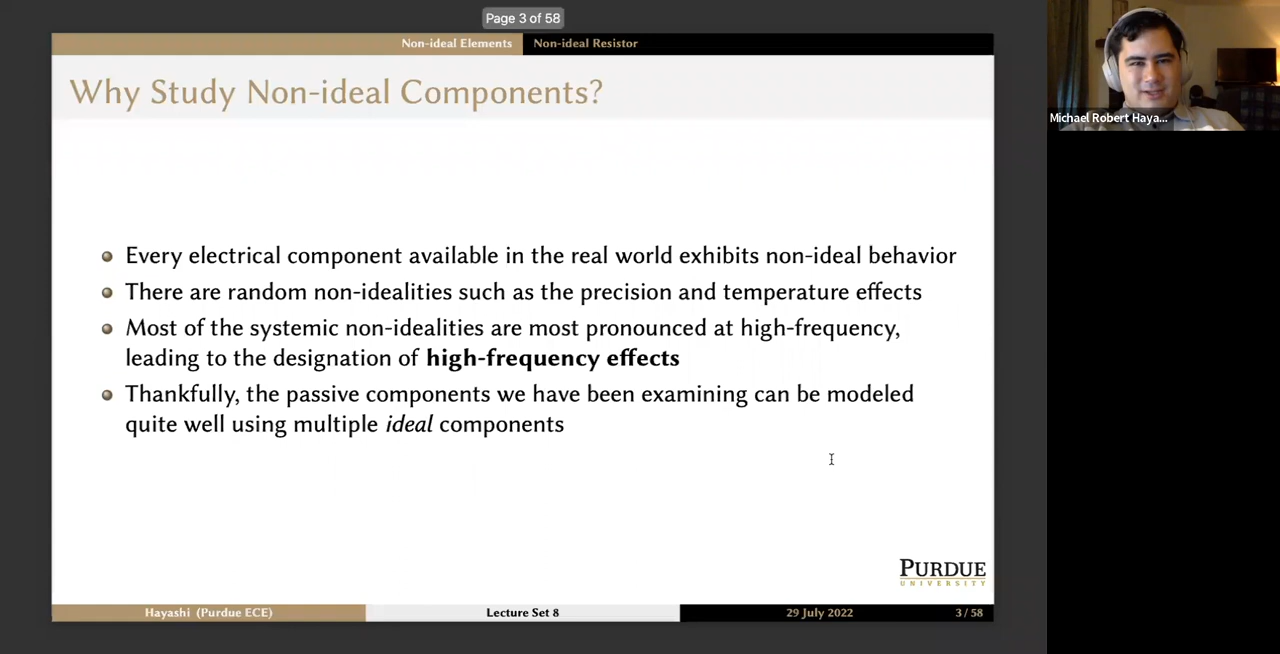 Page 3 of 58
Non-ideal Elements Non-ideal Resistor
Why Study Non-ideal Components?
Michael Robert Haya...
Every electrical component available in the real world exhibits non-ideal behavior
There are random non-idealities such as the precision and temperature effects
Most of the systemic non-idealities are most pronounced at high-frequency,
leading to the designation of high-frequency effects
Thankfully, the passive components we have been examining can be modeled
quite well using multiple ideal components
PURDUE
UNIVERSITY
Hayashi (Purdue ECE) Lecture Set 8 29 July 2022 3 / 58